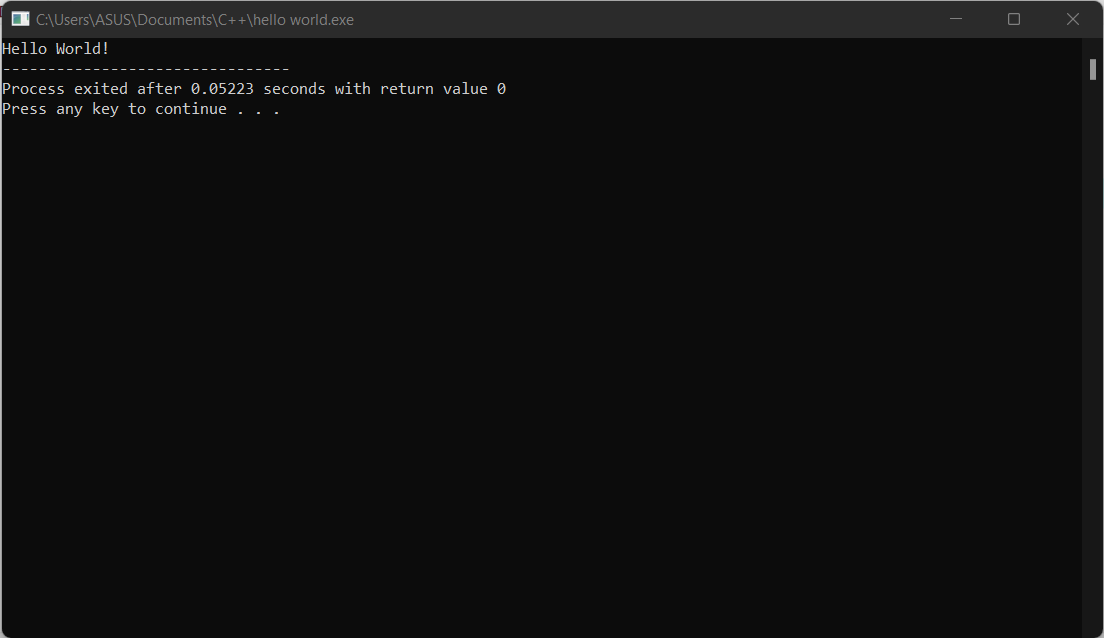 C:\Users\ASUS\Documents\C++\hello world.exe
Hello World!
--------------------------------
Process exited after 0.05223 seconds with return value 0
Press any key to continue . . .